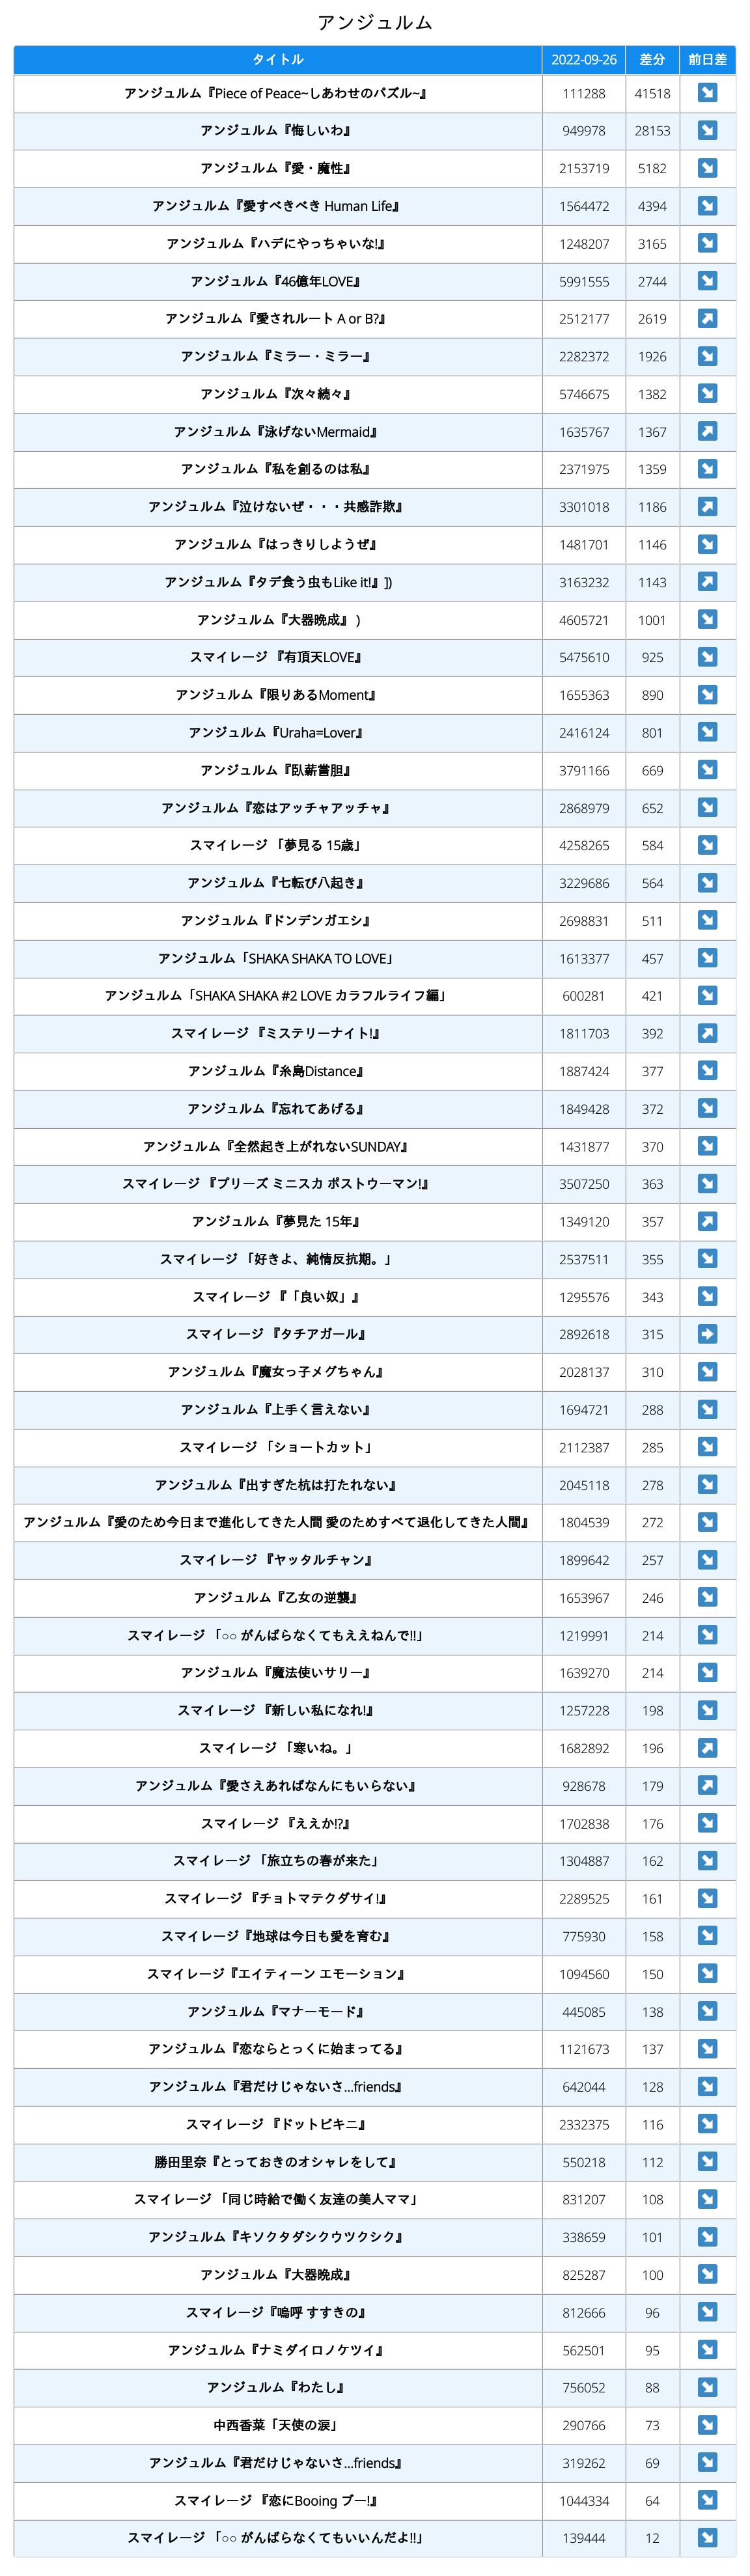 アンジュルム
タイトル 2022-09-26 差分 前日差
アンジュルム『Piece of Peace~しあわせのパズル~』 111288 41518
アンジュルム『悔しいわ』 949978 28153
アンジュルム『愛・魔性』 2153719 5182
アンジュルム『愛すべきべき Human Life』 1564472 4394
アンジュルム『ハデにやっちゃいな!』 1248207 3165
アンジュルム『46億年LOVE』 5991555 2744
アンジュルム『愛されルート A or B?』 2512177 2619
アンジュルム『ミラー・ミラー』 2282372 1926
アンジュルム『次々続々』 5746675 1382
アンジュルム『泳げないMermaid』 1635767 1367
アンジュルム『私を創るのは私』 2371975 1359
アンジュルム『泣けないぜ・・・共感詐欺』 3301018 1186
アンジュルム『はっきりしようぜ』 1481701 1146
アンジュルム『タデ食う虫もLike it!』]) 3163232 1143
アンジュルム『大器晩成』 ) 4605721 1001
スマイレージ 『有頂天LOVE』 5475610 925
アンジュルム『限りあるMoment』 1655363 890
アンジュルム『Uraha=Lover』 2416124 801
アンジュルム『臥薪嘗胆』 3791166 669
アンジュルム『恋はアッチャアッチャ』 2868979 652
スマイレージ 「夢見る 15歳」 4258265 584
アンジュルム『七転び八起き』 3229686 564
アンジュルム『ドンデンガエシ』 2698831 511
アンジュルム「SHAKA SHAKA TO LOVE」 1613377 457
アンジュルム「SHAKA SHAKA #2 LOVE カラフルライフ編」 600281 421
スマイレージ 『ミステリーナイト!』 1811703 392
アンジュルム『糸島Distance』 1887424 377
アンジュルム『忘れてあげる』 1849428 372
アンジュルム『全然起き上がれないSUNDAY』 1431877 370
スマイレージ 『プリーズ ミニスカ ポストウーマン!』 3507250 363
アンジュルム『夢見た 15年』 1349120 357
スマイレージ 「好きよ、純情反抗期。」 2537511 355
スマイレージ 『「良い奴」』 1295576 343
スマイレージ 『タチアガール』 2892618 315
アンジュルム『魔女っ子メグちゃん』 2028137 310
アンジュルム『上手く言えない』 1694721 288
スマイレージ 「ショートカット」 2112387 285
アンジュルム『出すぎた杭は打たれない』 2045118 278
アンジュルム『愛のため今日まで進化してきた人間 愛のためすべて退化してきた人間』 1804539 272
スマイレージ 『ヤッタルチャン』 1899642 257
アンジュルム『乙女の逆襲』 1653967 246
スマイレージ 「○○ がんばらなくてもええねんで!!」 1219991 214
アンジュルム『魔法使いサリー』 1639270 214
スマイレージ 『新しい私になれ!』 1257228 198
スマイレージ 「寒いね。」 1682892 196
アンジュルム『愛さえあればなんにもいらない』 928678 179
スマイレージ 『ええか!?』 1702838 176
スマイレージ 「旅立ちの春が来た」 1304887 162
スマイレージ 『チョトマテクダサイ!』 2289525 161
スマイレージ『地球は今日も愛を育む』 775930 158
スマイレージ『エイティーン エモーション』 1094560 150
アンジュルム『マナーモード』 445085 138
アンジュルム『恋ならとっくに始まってる』 1121673 137
アンジュルム『君だけじゃないさ...friends』 642044 128
スマイレージ 『ドットビキニ』 2332375 116
勝田里奈『とっておきのオシャレをして』 550218 112
スマイレージ 「同じ時給で働く友達の美人ママ」 831207 108
アンジュルム『キソクタダシクウツクシク』 338659 101
アンジュルム『大器晩成』 825287 100
スマイレージ『嗚呼 すすきの』 812666 96
アンジュルム『ナミダイロノケツイ』 562501 95
アンジュルム『わたし』 756052 88
中西香菜「天使の涙」 290766 73
アンジュルム『君だけじゃないさ...friends』 319262 69
スマイレージ 『恋にBooing ブー!』 1044334 64
スマイレージ 「○○ がんばらなくてもいいんだよ!!」 139444 12